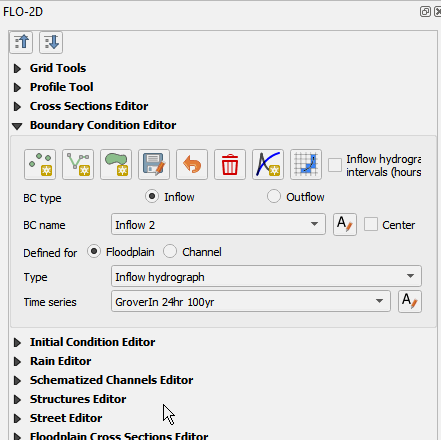 FLO-2D
Grid Tools
Profile Tool
Cross Sections Editor
Boundary Condition Editor
Inflow hydrogra
intervals (hours
BC type Inflow Outflow
BC name Inflow 2 Center
Defined for Floodplain Channel
Type Inflow hydrograph
Time series GroverIn 24hr 100yr
Initial Condition Editor
Rain Editor
Schematized Channels Editor
Structures Editor
Street Editor
Floodplain Cross Sections Editor